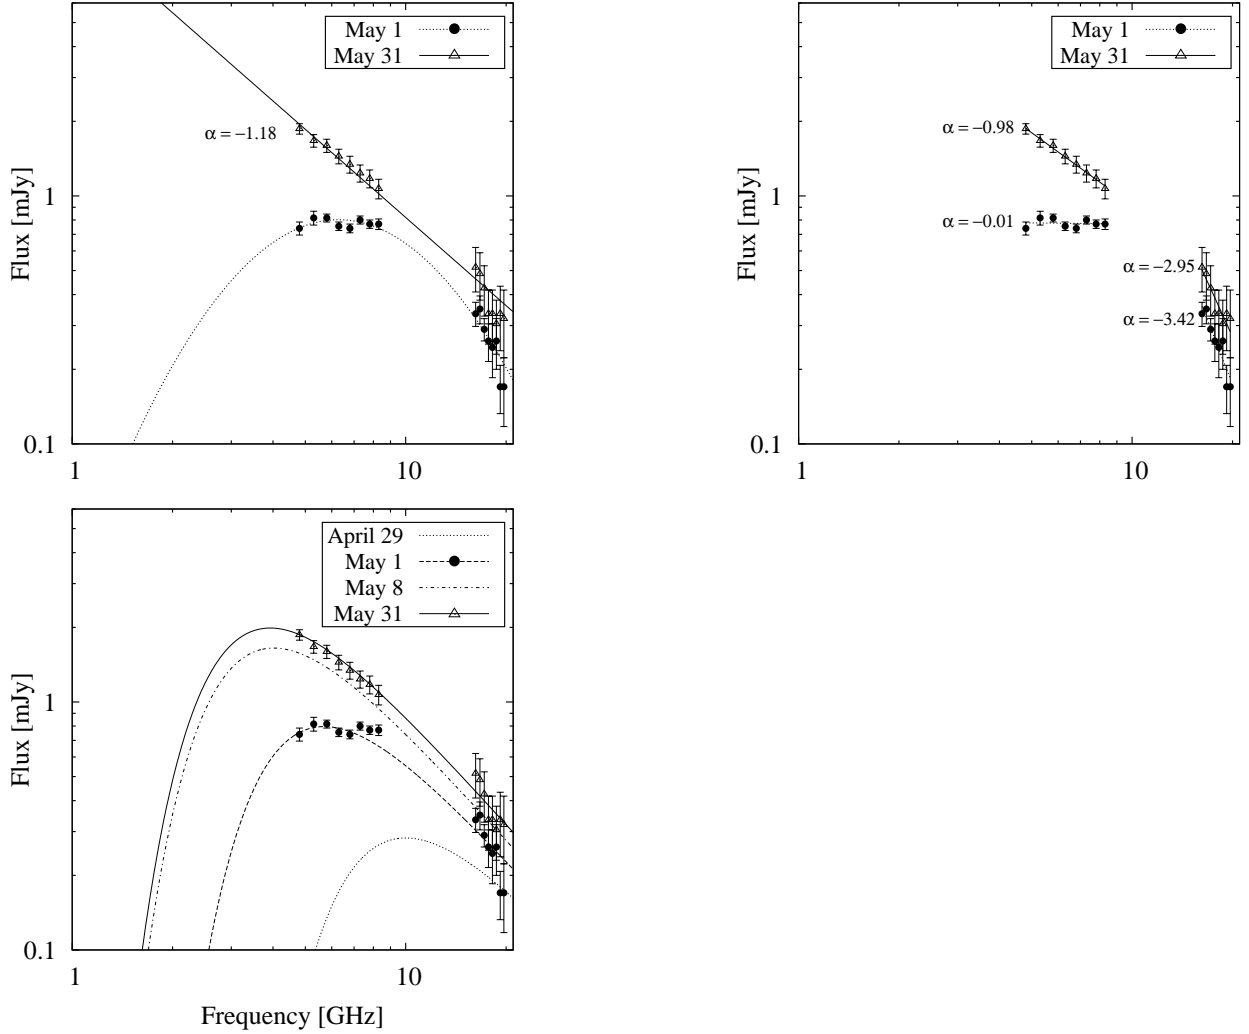 May 1
May 31
α = −1.18
Flux [mJy]
1
0.1
1
10
May 1
May 31
α = −0.98
α = −0.01
α = −2.95
α = −3.42
Flux [mJy]
1
0.1
1
10
April 29
May 1
May 8
May 31
Flux [mJy]
1
0.1
1
10
Frequency [GHz]